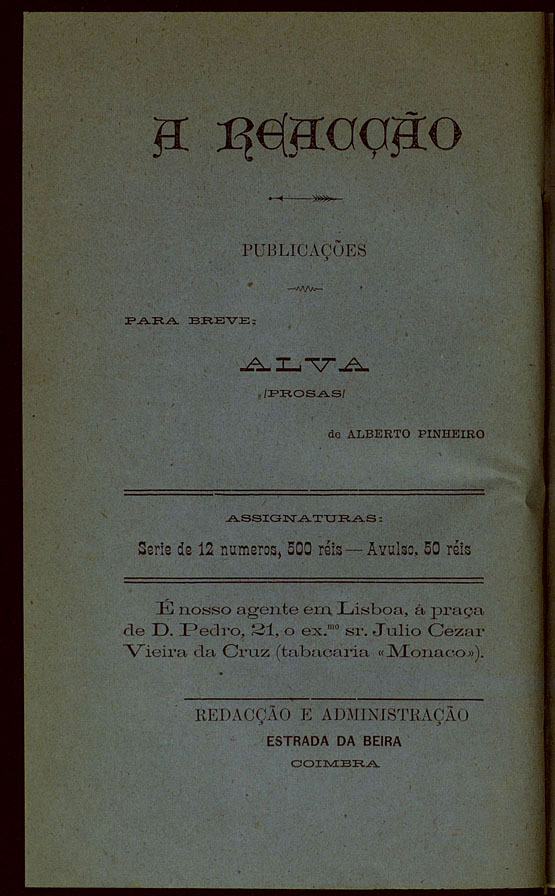 A REACÇÃO
PUBLICAÇÕES
PARA BREVE:
ALVA
/PROSAS/
de ALBERTO PINHEIRO
ASSIGNATURAS:
Serie de 12 numeros, 500 réis — Avulso, 50 réis
É nosso agente em Lisboa, á praça
de D. Pedro, 21, o ex.mo sr. Julio Cezar
Vieira da Cruz (tabacaria «Monaco»).
REDACÇÃO E ADMINISTRAÇÃO
ESTRADA DA BEIRA
COIMBRA